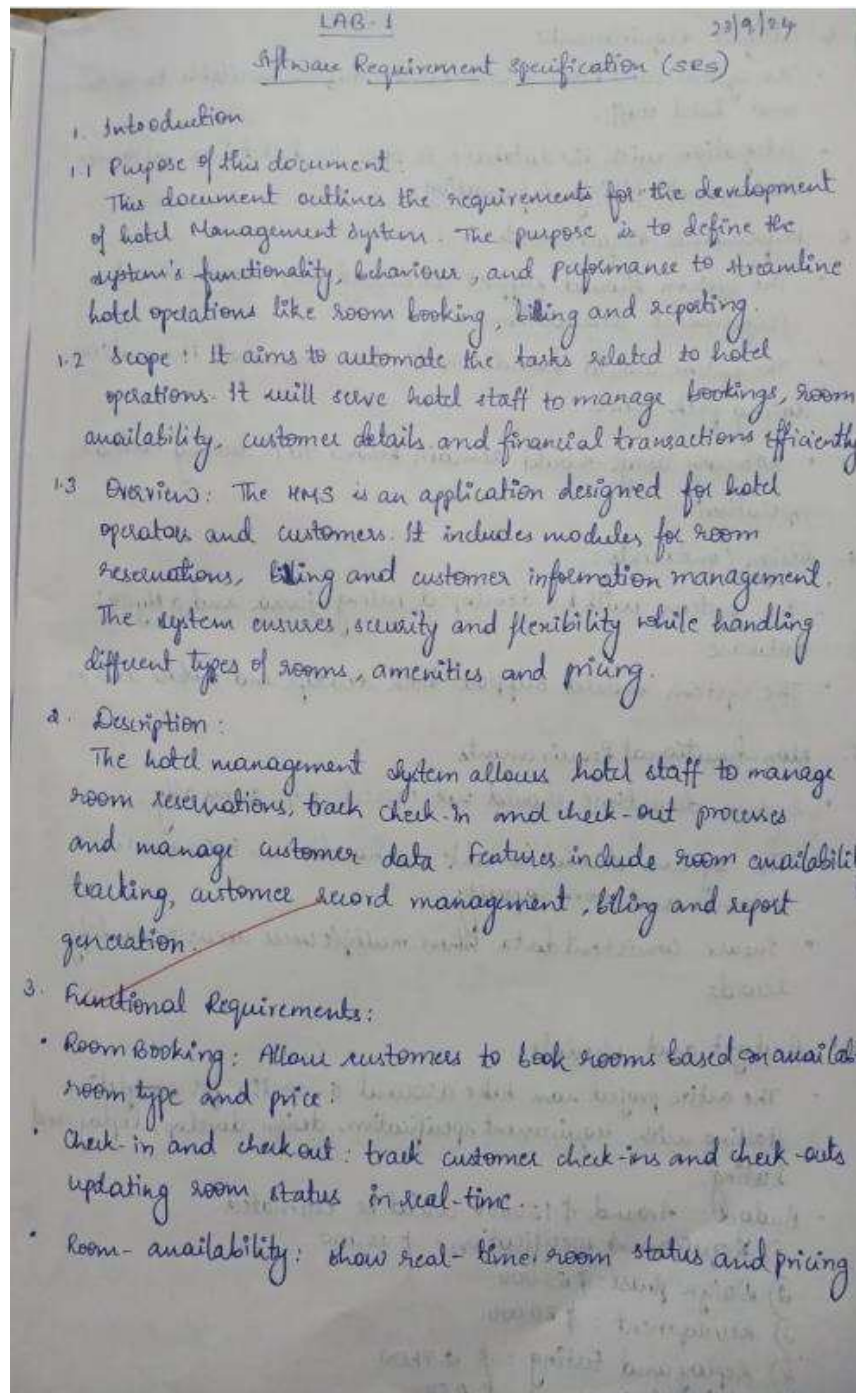 LAB-1
23/9/24
Software Requirement Specification (SRS)
1. Introduction
1.1 Purpose of this document:
This document outlines the requirements for the development
of hotel Management System. The purpose is to define the
system's functionality, behaviour, and performance to streamline
hotel operations like room booking, billing and reporting.
1.2 Scope: It aims to automate the tasks related to hotel
operations. It will serve hotel staff to manage bookings, room
availability, customer details and financial transactions efficiently
1.3 Overview: The HMS is an application designed for hotel
operators and customers. It includes modules for room
reservations, billing and customer information management.
The system ensures, security and flexibility while handling
different types of rooms, amenities and pricing.
2. Description:
The hotel management system allows hotel staff to manage
room reservations, track check-in and check-out processes
and manage customer data. Features include room availabilit
tracking, customer record management, billing and report
generation.
3. Functional Requirements:
• Room Booking: Allow customers to book rooms based on availab
room type and price.
• Check-in and checkout: track customer check-ins and check-outs
updating room status in real-time.
• Room-availability: show real-time room status and pricing